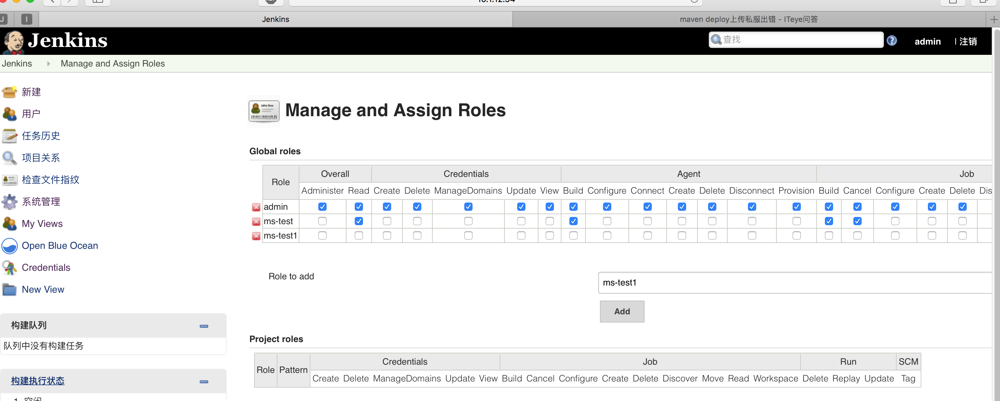 J
I
Jenkins
maven deploy上传私服出错 - ITeye问答
Jenkins
查找
admin
| 注销
Jenkins
Manage and Assign Roles
新建
用户
任务历史
项目关系
检查文件指纹
系统管理
My Views
Open Blue Ocean
Credentials
New View
构建队列
队列中没有构建任务
构建执行状态
1 空闲
Manage and Assign Roles
Global roles
Role Overall Credentials Agent Job
Administer Read Create Delete ManageDomains Update View Build Configure Connect Create Delete Disconnect Provision Build Cancel Configure Create Delete Dis
admin
ms-test
ms-test1
Role to add
ms-test1
Add
Project roles
Role Pattern Credentials Job Run SCM
Create Delete ManageDomains Update View Build Cancel Configure Create Delete Discover Move Read Workspace Delete Replay Update Tag